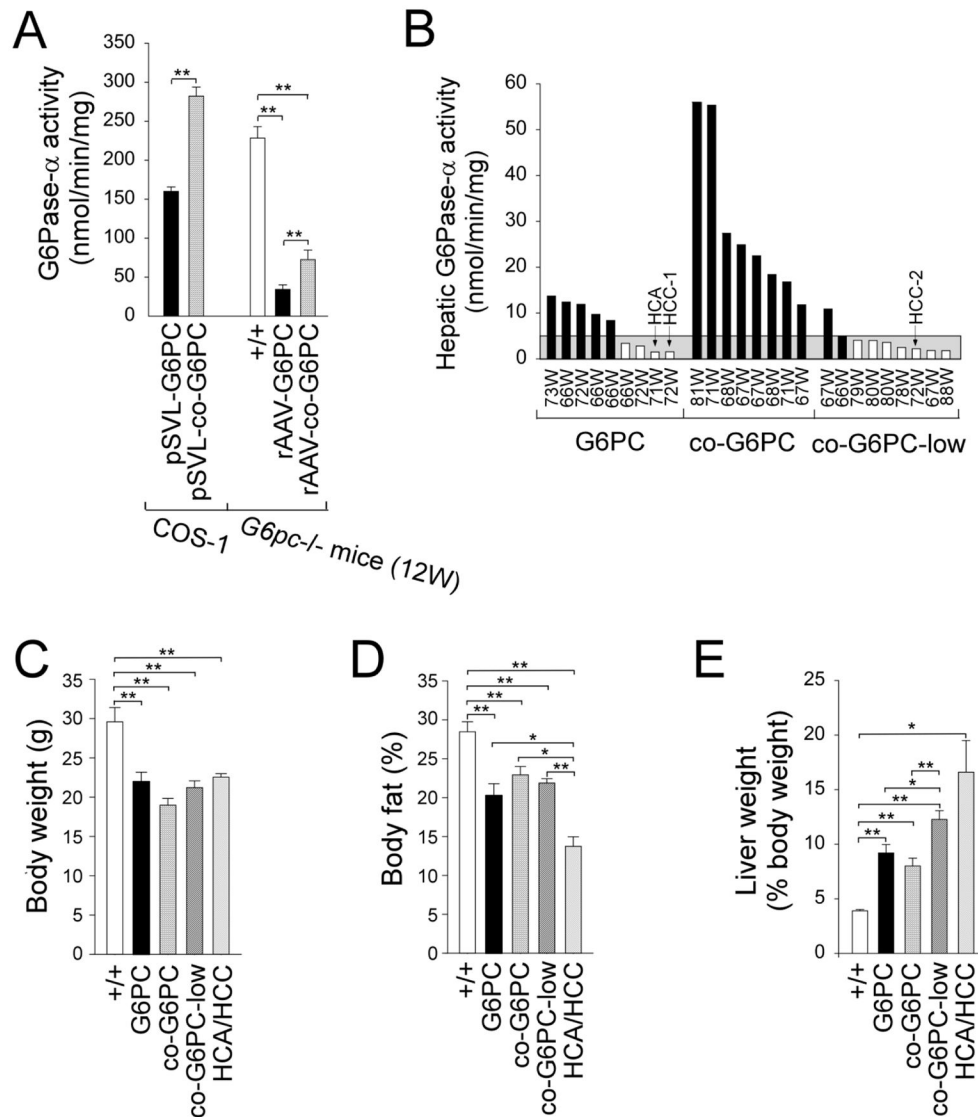 A
G6Pase-α activity
(nmol/min/mg)
350
300
250
200
150
100
50
0
**
**
**
**
pSVL-G6PC
pSVL-co-G6PC
+/+
rAAV-G6PC
rAAV-co-G6PC
COS-1
G6pc-/- mice (12W)
B
Hepatic G6Pase-α activity
(nmol/min/mg)
60
50
40
30
20
10
0
HCA
HCC-1
HCC-2
73W
66W
72W
66W
66W
66W
72W
71W
72W
81W
71W
68W
67W
67W
68W
71W
67W
67W
66W
79W
80W
80W
78W
72W
67W
88W
G6PC
co-G6PC
co-G6PC-low
C
Body weight (g)
35
30
25
20
15
10
5
0
**
**
**
**
+/+
G6PC
co-G6PC
co-G6PC-low
HCA/HCC
D
Body fat (%)
35
30
25
20
15
10
5
0
**
**
**
**
*
*
**
+/+
G6PC
co-G6PC
co-G6PC-low
HCA/HCC
E
Liver weight
(% body weight)
25
20
15
10
5
0
*
**
*
**
**
**
+/+
G6PC
co-G6PC
co-G6PC-low
HCA/HCC